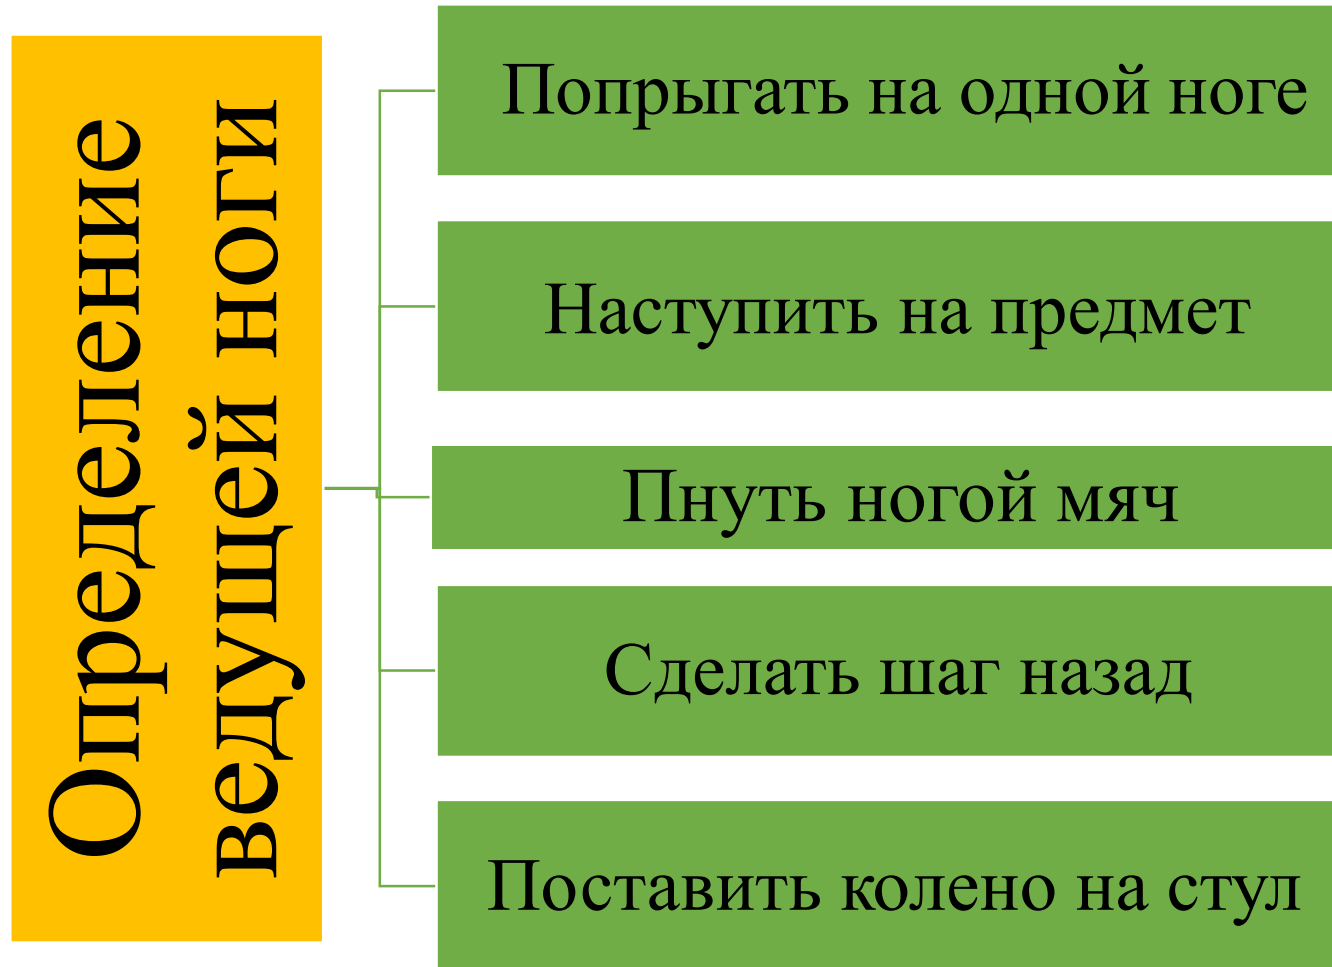 Определение
ведущей ноги
Попрыгать на одной ноге
Наступить на предмет
Пнуть ногой мяч
Сделать шаг назад
Поставить колено на стул